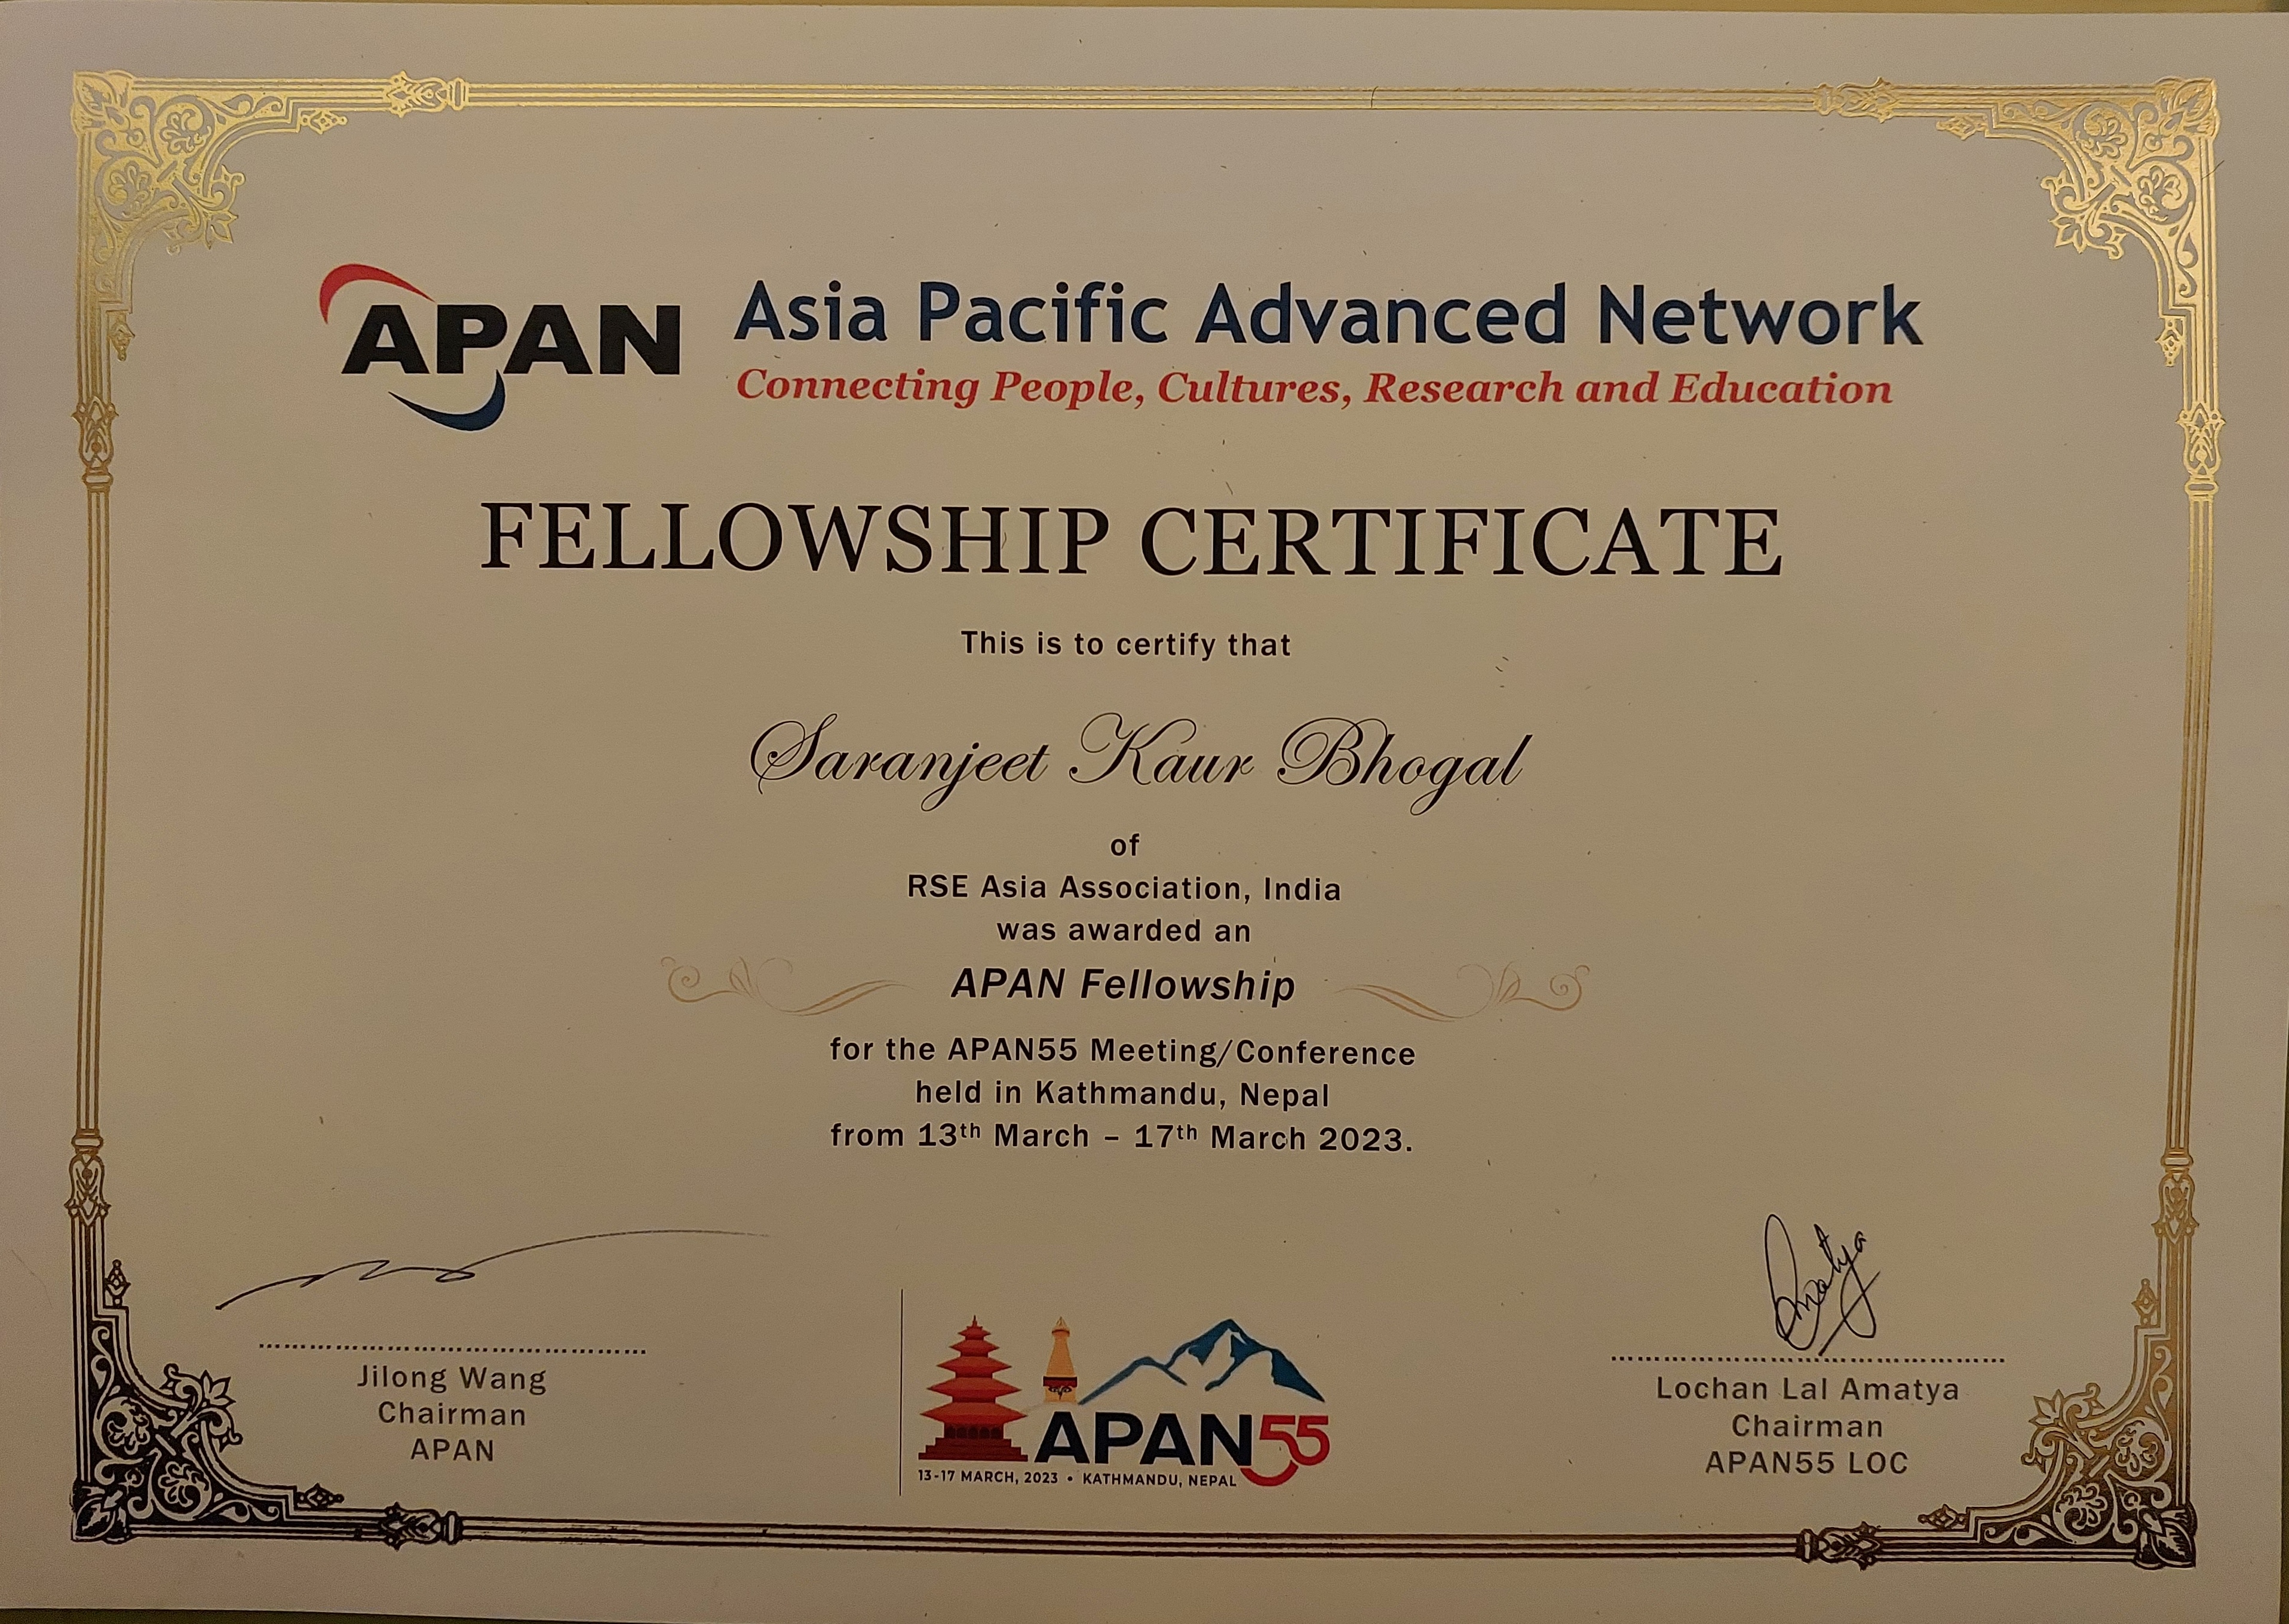 APAN
Asia Pacific Advanced Network
Connecting People, Cultures, Research and Education
FELLOWSHIP CERTIFICATE
This is to certify that
Saranjeet Kaur Bhogal
of
RSE Asia Association, India
was awarded an
APAN Fellowship
for the APAN55 Meeting/Conference
held in Kathmandu, Nepal
from 13th March – 17th March 2023.
Jilong Wang
Chairman
APAN
APAN55
13-17 MARCH, 2023 • KATHMANDU, NEPAL
Amatya
Lochan Lal Amatya
Chairman
APAN55 LOC